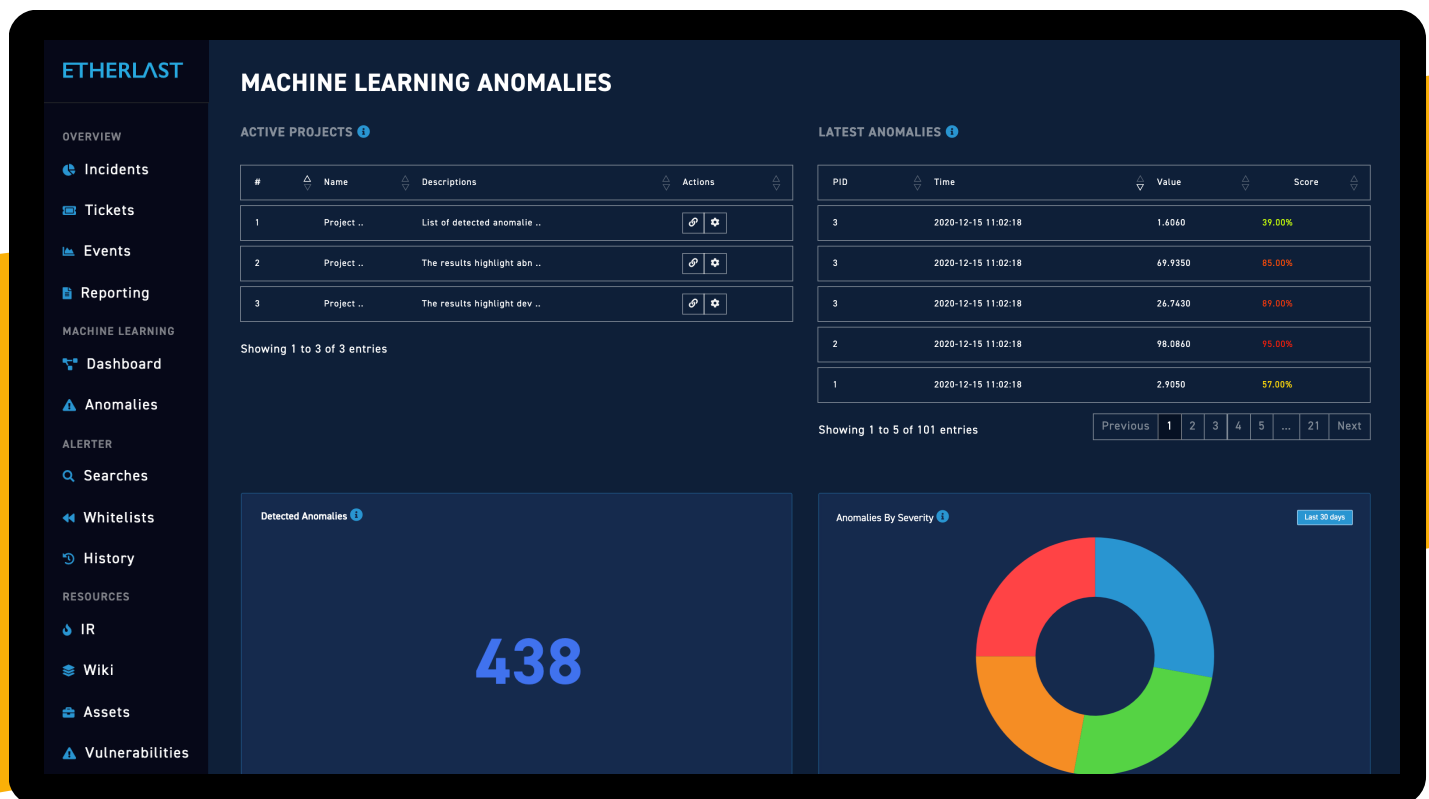 ETHERLAST
OVERVIEW
Incidents
Tickets
Events
Reporting
MACHINE LEARNING
Dashboard
Anomalies
ALERTER
Searches
Whitelists
History
RESOURCES
IR
Wiki
Assets
Vulnerabilities
MACHINE LEARNING ANOMALIES
ACTIVE PROJECTS
# Name Descriptions Actions
1 Project .. List of detected anomalie ..
2 Project .. The results highlight abn ..
3 Project .. The results highlight dev ..
Showing 1 to 3 of 3 entries
LATEST ANOMALIES
PID Time Value Score
3 2020-12-15 11:02:18 1.6060 39.00%
3 2020-12-15 11:02:18 69.9350 85.00%
3 2020-12-15 11:02:18 26.7430 89.00%
2 2020-12-15 11:02:18 98.0860 95.00%
1 2020-12-15 11:02:18 2.9050 57.00%
Showing 1 to 5 of 101 entries
Previous 1 2 3 4 5 ... 21 Next
Detected Anomalies
438
Anomalies By Severity
Last 30 days